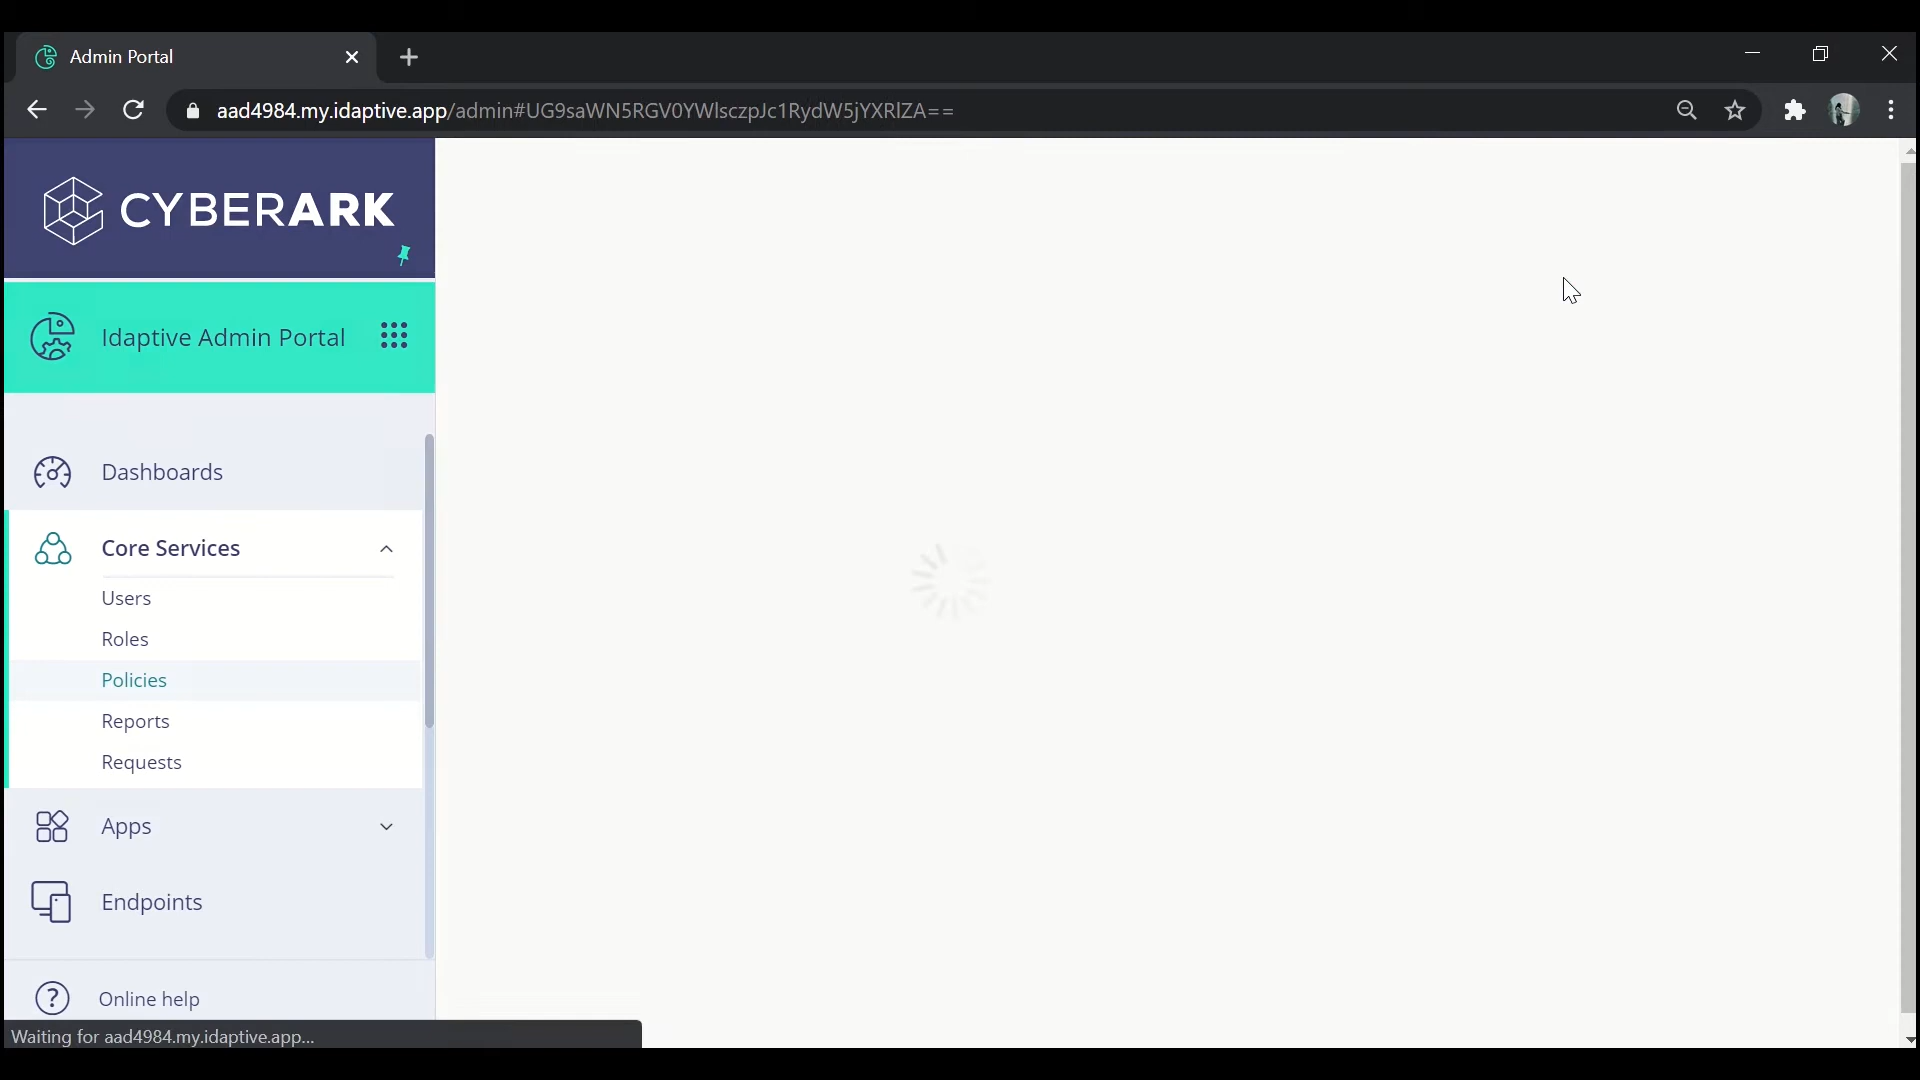 Admin Portal
aad4984.my.idaptive.app/admin#UG9saWN5RGV0YWlsczpJc1RydW5jYXRlZA==
CYBERARK
Idaptive Admin Portal
Dashboards
Core Services
Users
Roles
Policies
Reports
Requests
Apps
Endpoints
? Online help
Waiting for aad4984.my.idaptive.app...